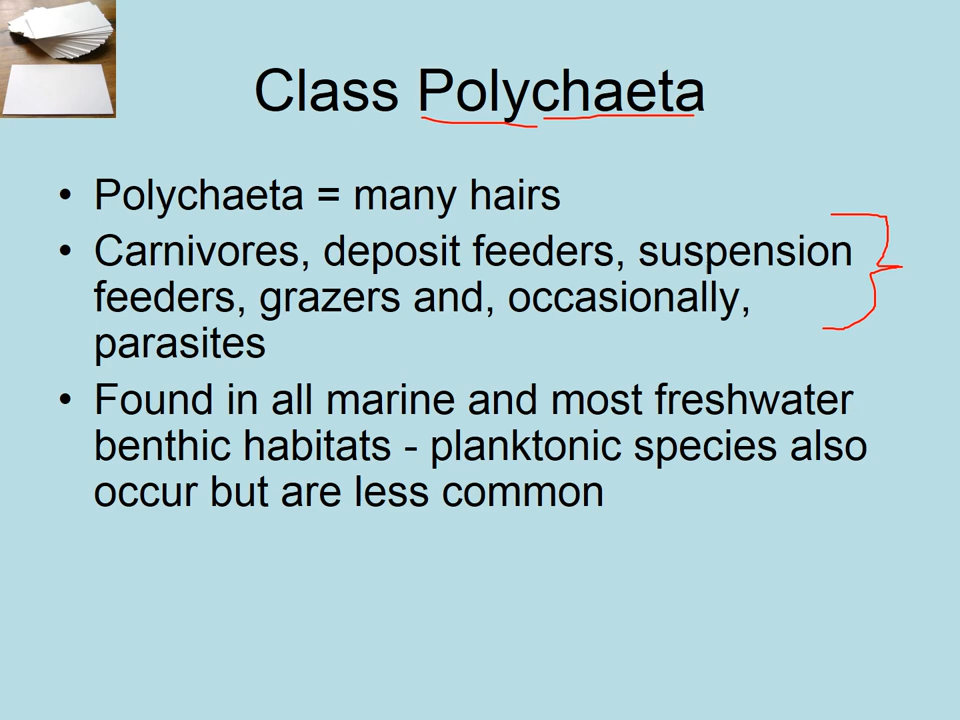 Class Polychaeta
• Polychaeta = many hairs
• Carnivores, deposit feeders, suspension
feeders, grazers and, occasionally,
parasites
• Found in all marine and most freshwater
benthic habitats - planktonic species also
occur but are less common